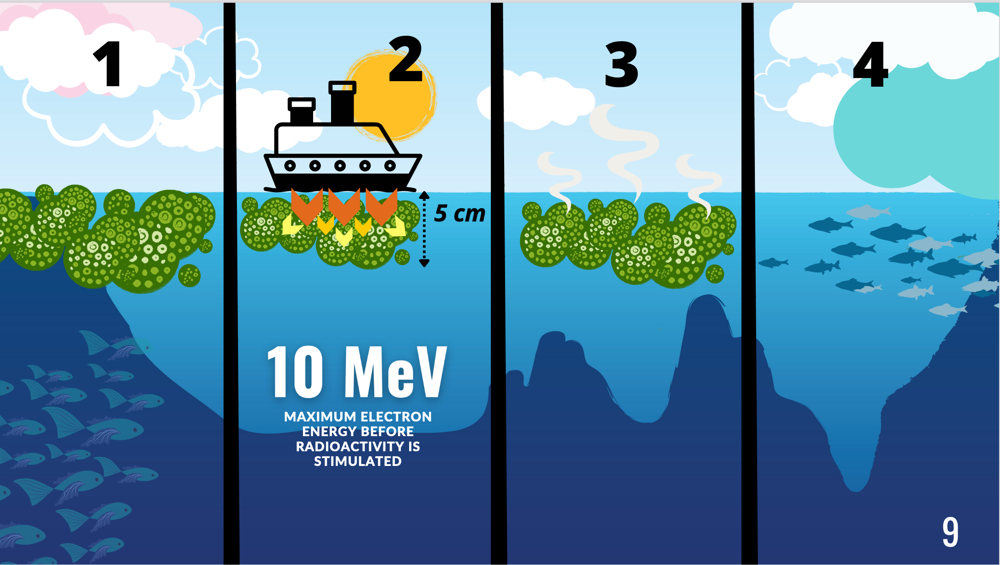 1
2
3
4
5 cm
10 MeV
MAXIMUM ELECTRON
ENERGY BEFORE
RADIOACTIVITY IS
STIMULATED
9